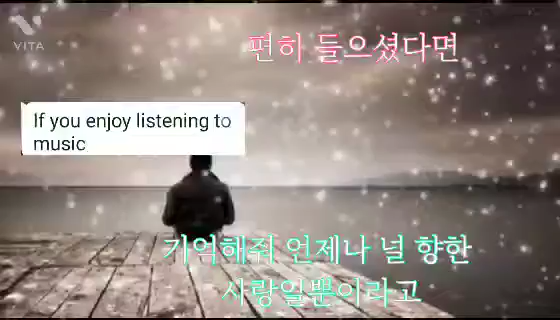 VITA
편히 들으셨다면
If you enjoy listening to
music
기억해줘 언제나 널 향한
사랑일뿐이라고